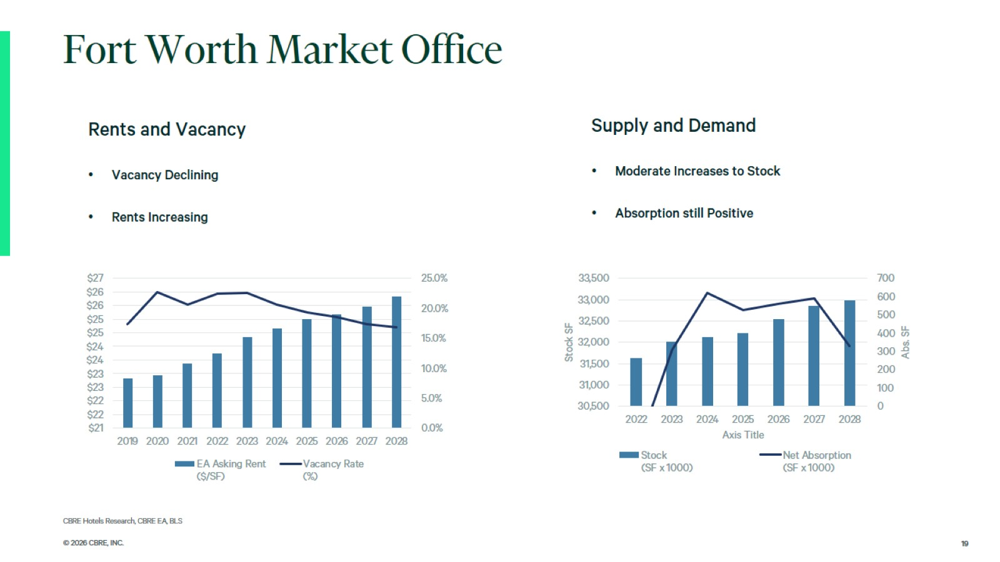 Fort Worth Market Office
Rents and Vacancy
• Vacancy Declining
• Rents Increasing
$27
$26
$26
$25
$25
$24
$24
$23
$23
$22
$22
$21
25.0%
20.0%
15.0%
10.0%
5.0%
0.0%
2019 2020 2021 2022 2023 2024 2025 2026 2027 2028
EA Asking Rent Vacancy Rate
($/SF) (%)
Supply and Demand
• Moderate Increases to Stock
• Absorption still Positive
Stock SF
33,500
33,000
32,500
32,000
31,500
31,000
30,500
700
600
500
400
300
200
100
0
Abs. SF
2022 2023 2024 2025 2026 2027 2028
Axis Title
Stock Net Absorption
(SF x 1000) (SF x 1000)
CBRE Hotels Research, CBRE EA, BLS
© 2026 CBRE, INC.
19